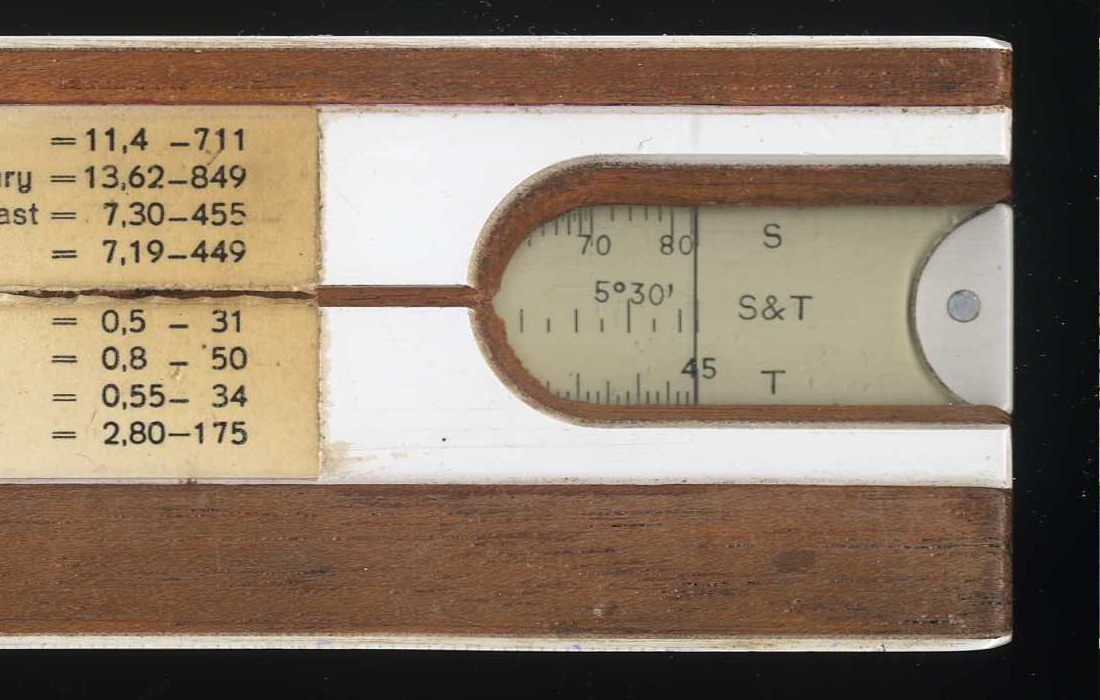 = 11,4 – 711
ry = 13,62 – 849
ast = 7,30 – 455
= 7,19 – 449
= 0,5 – 31
= 0,8 – 50
= 0,55 – 34
= 2,80 – 175
70 80 S
5°30' S&T
45 T